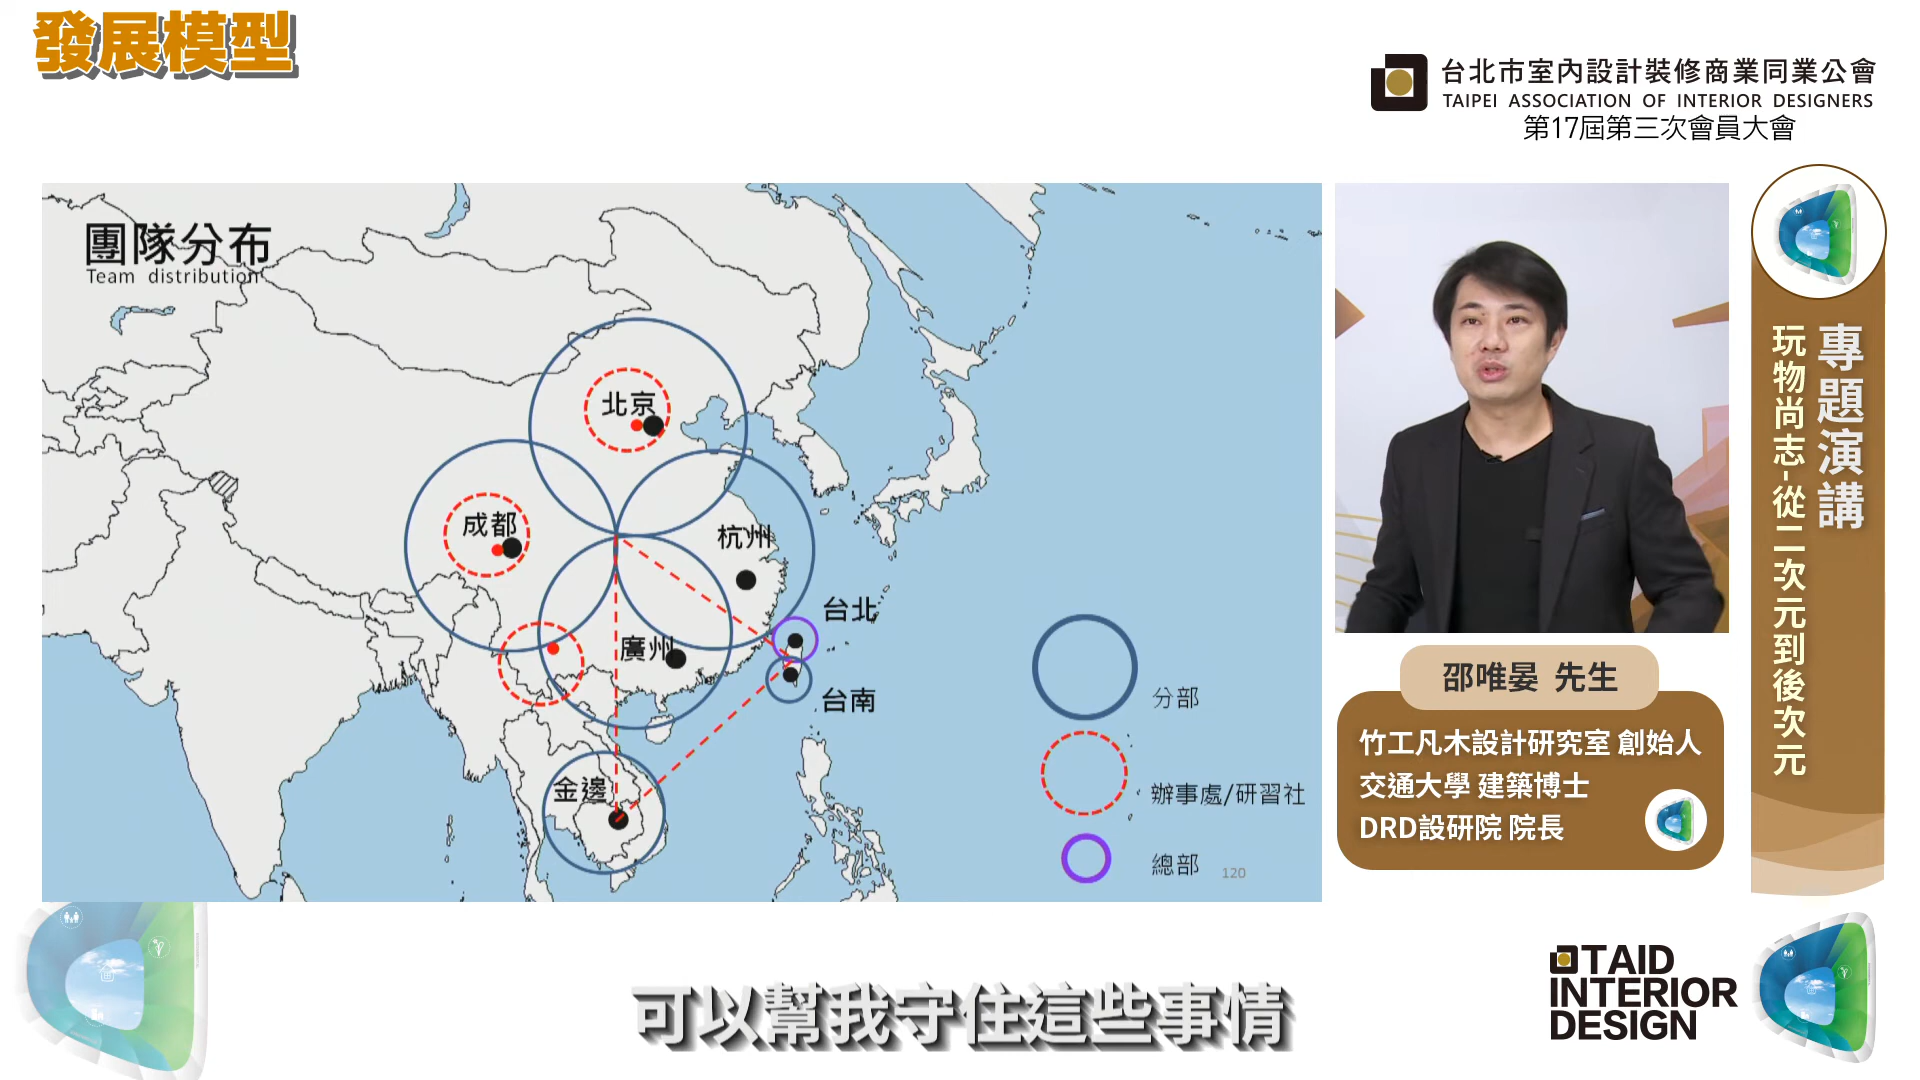 發展模型
台北市室內設計裝修商業同業公會
TAIPEI ASSOCIATION OF INTERIOR DESIGNERS
第17屆第三次會員大會
團隊分布
Team distribution
北京
成都
杭州
台北
廣州
台南
金邊
分部
辦事處/研習社
總部
120
專題演講
玩物尚志-從二次元到後次元
邵唯晏 先生
竹工凡木設計研究室 創始人
交通大學 建築博士
DRD設研院 院長
可以幫我守住這些事情
TAID
INTERIOR
DESIGN